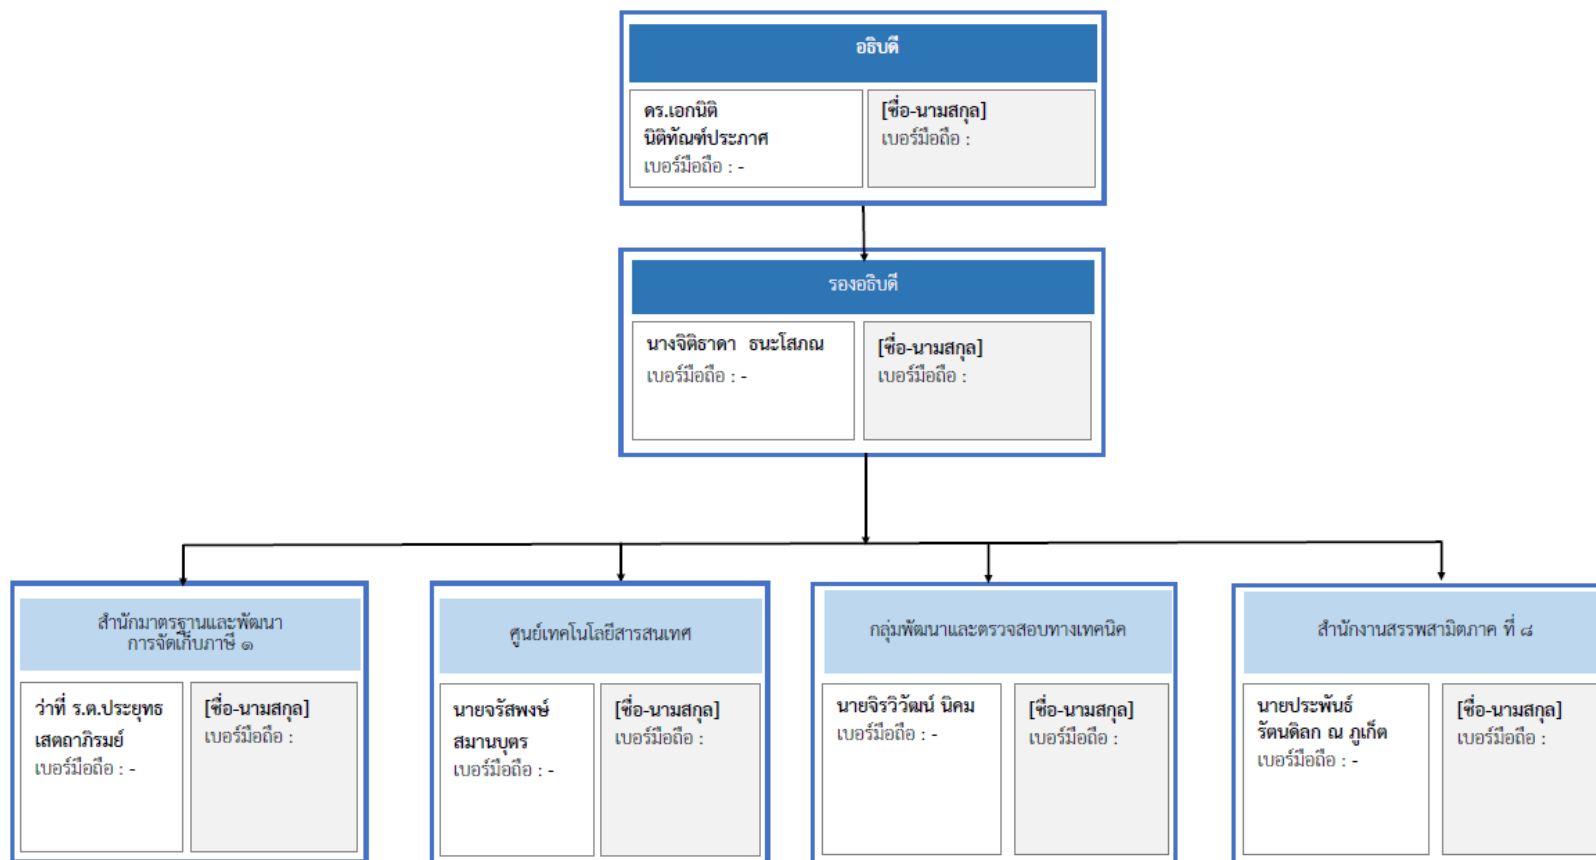 อธิบดี
ดร.เอกนิติ
นิติทัณฑ์ประภาศ
เบอร์มือถือ : -
[ชื่อ-นามสกุล]
เบอร์มือถือ :
รองอธิบดี
นางจิติธาดา ธนะโสภณ
เบอร์มือถือ : -
[ชื่อ-นามสกุล]
เบอร์มือถือ :
สำนักมาตรฐานและพัฒนา
การจัดเก็บภาษี ๑
ว่าที่ ร.ต.ประยุทธ
เสตถาภิรมย์
เบอร์มือถือ : -
[ชื่อ-นามสกุล]
เบอร์มือถือ :
ศูนย์เทคโนโลยีสารสนเทศ
นายจรัสพงษ์
สมานบุตร
เบอร์มือถือ : -
[ชื่อ-นามสกุล]
เบอร์มือถือ :
กลุ่มพัฒนาและตรวจสอบทางเทคนิค
นายจิรวิวัฒน์ นิคม
เบอร์มือถือ : -
[ชื่อ-นามสกุล]
เบอร์มือถือ :
สำนักงานสรรพสามิตภาค ที่ ๘
นายประพันธ์
รัตนดิลก ณ ภูเก็ต
เบอร์มือถือ : -
[ชื่อ-นามสกุล]
เบอร์มือถือ :